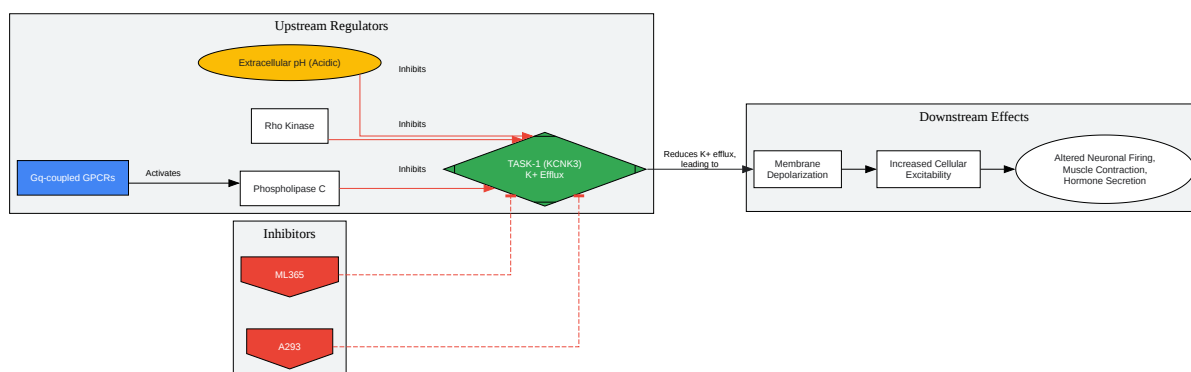 Upstream Regulators
Extracellular pH (Acidic)
Inhibits
Rho Kinase
Inhibits
Gq-coupled GPCRs
Activates
Phospholipase C
Inhibits
TASK-1 (KCNK3)
K+ Efflux
Reduces K+ efflux,
leading to
Downstream Effects
Membrane
Depolarization
Increased Cellular
Excitability
Altered Neuronal Firing,
Muscle Contraction,
Hormone Secretion
Inhibitors
ML365
A293